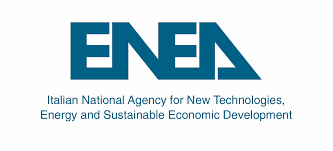 ENEA
Italian National Agency for New Technologies,
Energy and Sustainable Economic Development